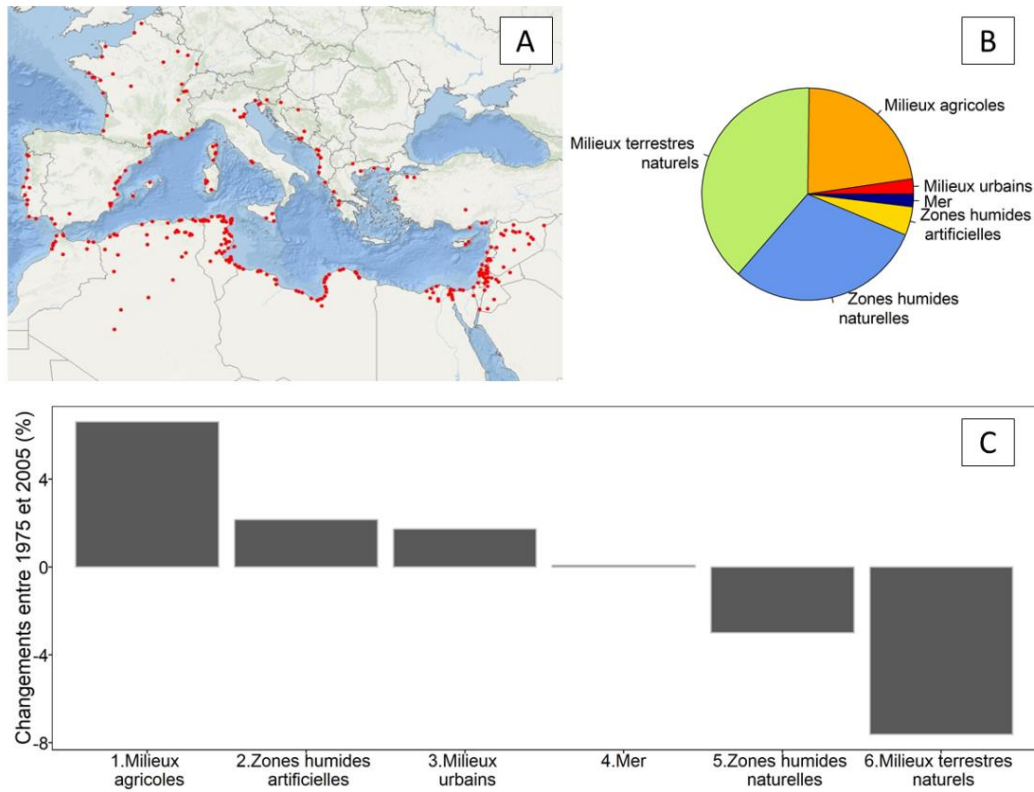 A
B
Milieux agricoles
Milieux terrestres
naturels
Milieux urbains
Mer
Zones humides
artificielles
Zones humides
naturelles
C
Changements entre 1975 et 2005 (%)
4
0
-4
-8
1.Milieux
agricoles
2.Zones humides
artificielles
3.Milieux
urbains
4.Mer
5.Zones humides
naturelles
6.Milieux terrestres
naturels